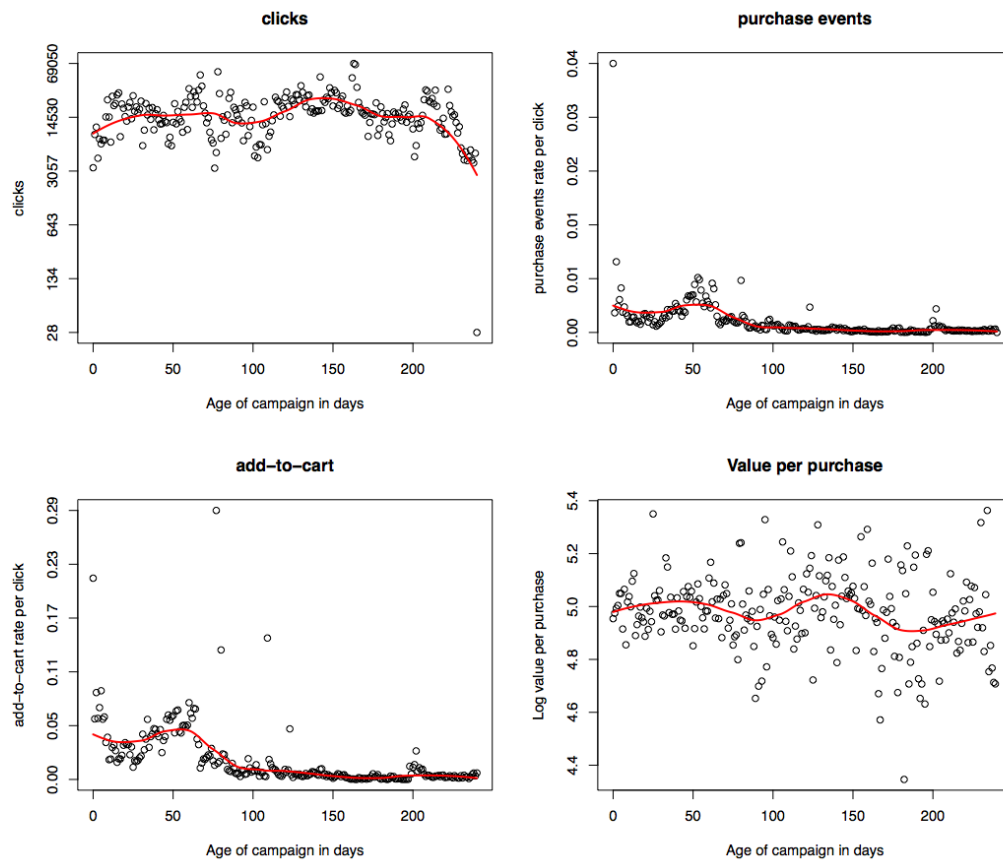 clicks
clicks
69050
14530
3057
643
134
28
0 50 100 150 200
Age of campaign in days
purchase events
purchase events rate per click
0.04
0.03
0.02
0.01
0.01
0.00
0 50 100 150 200
Age of campaign in days
add-to-cart
add-to-cart rate per click
0.29
0.23
0.17
0.11
0.05
0.00
0 50 100 150 200
Age of campaign in days
Value per purchase
Log value per purchase
5.4
5.2
5.0
4.8
4.6
4.4
0 50 100 150 200
Age of campaign in days